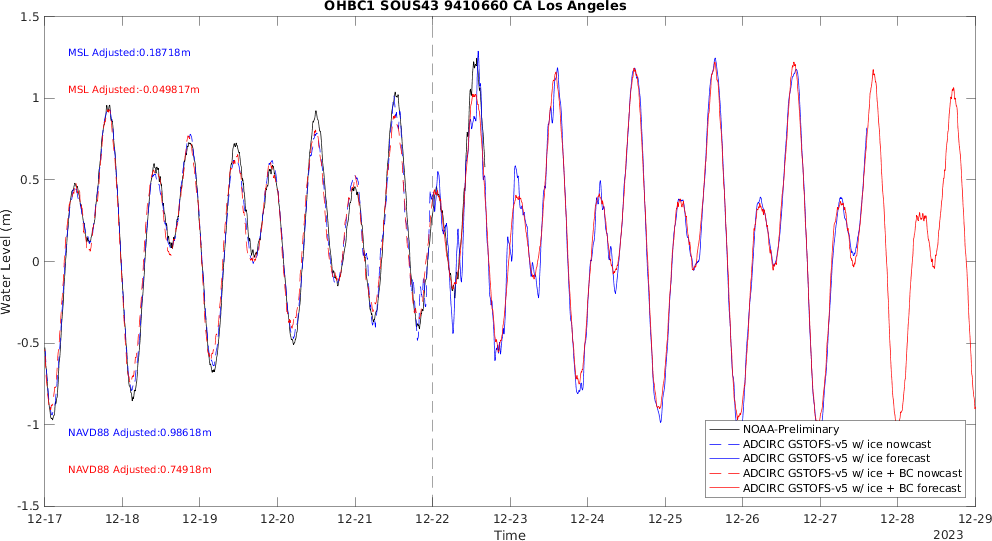 OHBC1 SOUS43 9410660 CA Los Angeles
1.5
MSL Adjusted:0.18718m
MSL Adjusted:-0.049817m
1
0.5
Water Level (m)
0
-0.5
-1
NAVD88 Adjusted:0.98618m
NAVD88 Adjusted:0.74918m
NOAA-Preliminary
ADCIRC GSTOFS-v5 w/ ice nowcast
ADCIRC GSTOFS-v5 w/ ice forecast
ADCIRC GSTOFS-v5 w/ ice + BC nowcast
ADCIRC GSTOFS-v5 w/ ice + BC forecast
-1.5
12-17 12-18 12-19 12-20 12-21 12-22 12-23 12-24 12-25 12-26 12-27 12-28 12-29
Time
2023